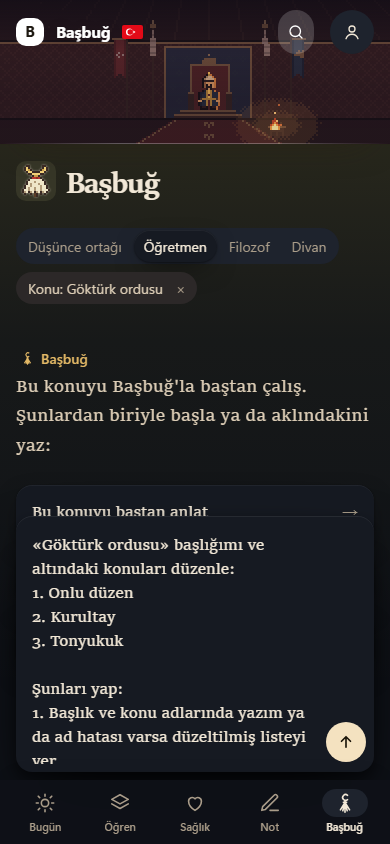 B Başbuğ
Başbuğ
Düşünce ortağı Öğretmen Filozof Divan
Konu: Göktürk ordusu ×
Başbuğ
Bu konuyu Başbuğ'la baştan çalış.
Şunlardan biriyle başla ya da aklındakini
yaz:
Bu konuyu baştan anlat →
«Göktürk ordusu» başlığımı ve
altındaki konuları düzenle:
1. Onlu düzen
2. Kurultay
3. Tonyukuk
Şunları yap:
1. Başlık ve konu adlarında yazım ya
da ad hatası varsa düzeltilmiş listeyi
ver
Bugün Öğren Sağlık Not Başbuğ